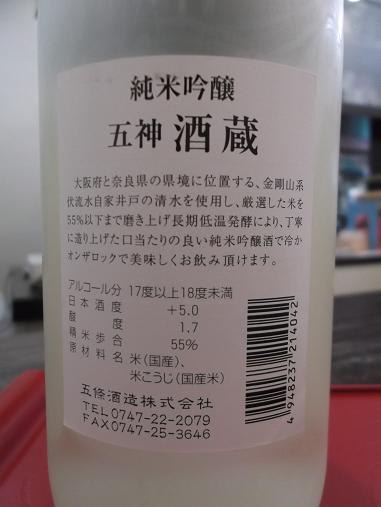 純米吟醸
五神 酒蔵
大阪府と奈良県の県境に位置する、金剛山系
伏流水自家井戸の清水を使用し、厳選した米を
55%以下まで磨き上げ長期低温発酵により、丁寧
に造り上げた口当たりの良い純米吟醸酒で冷か
オンザロックで美味しくお飲み頂けます。
アルコール分 17度以上18度未満
日本酒度 +5.0
酸度 1.7
精米歩合 55%
原材料名 米(国産)、
米こうじ(国産米)
4948237214042
五條酒造株式会社
TEL0747-22-2079
FAX0747-25-3646